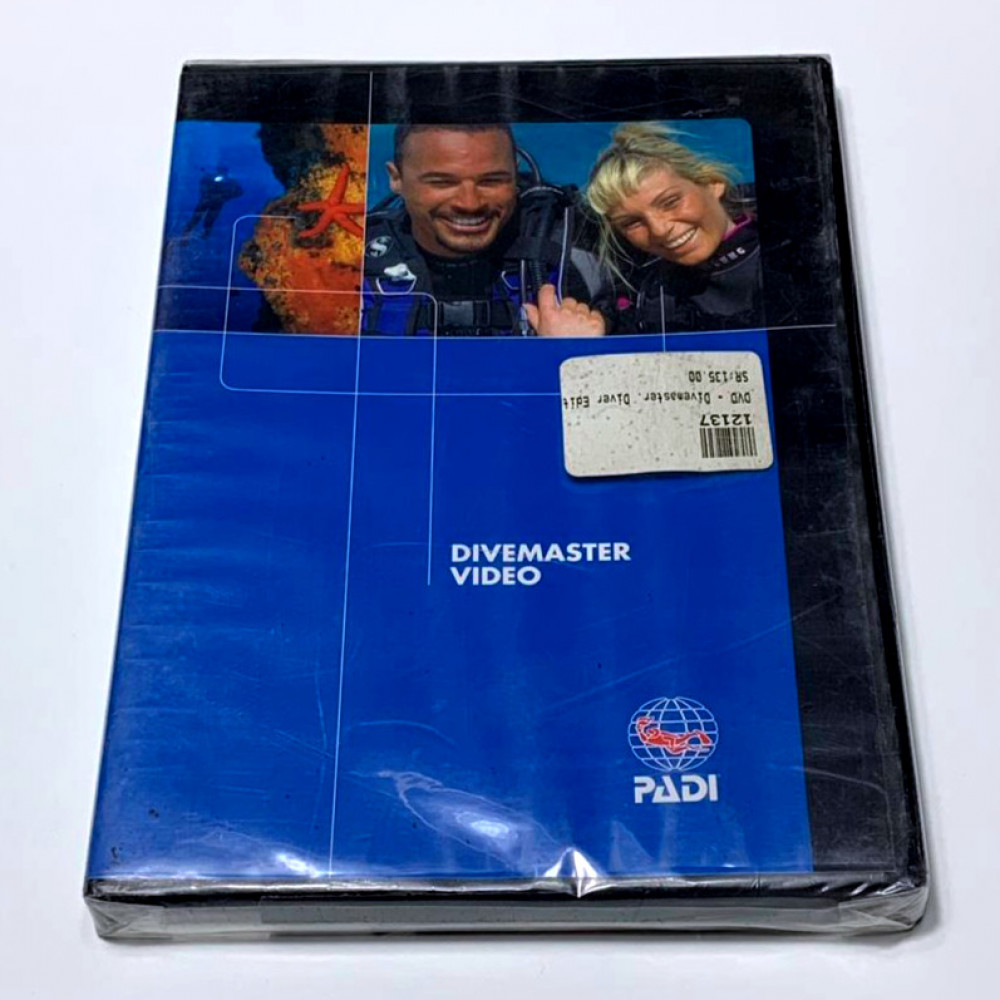 SR:135.00
DVD - Divemaster. Diver Edit
12137
DIVEMASTER
VIDEO
PADI